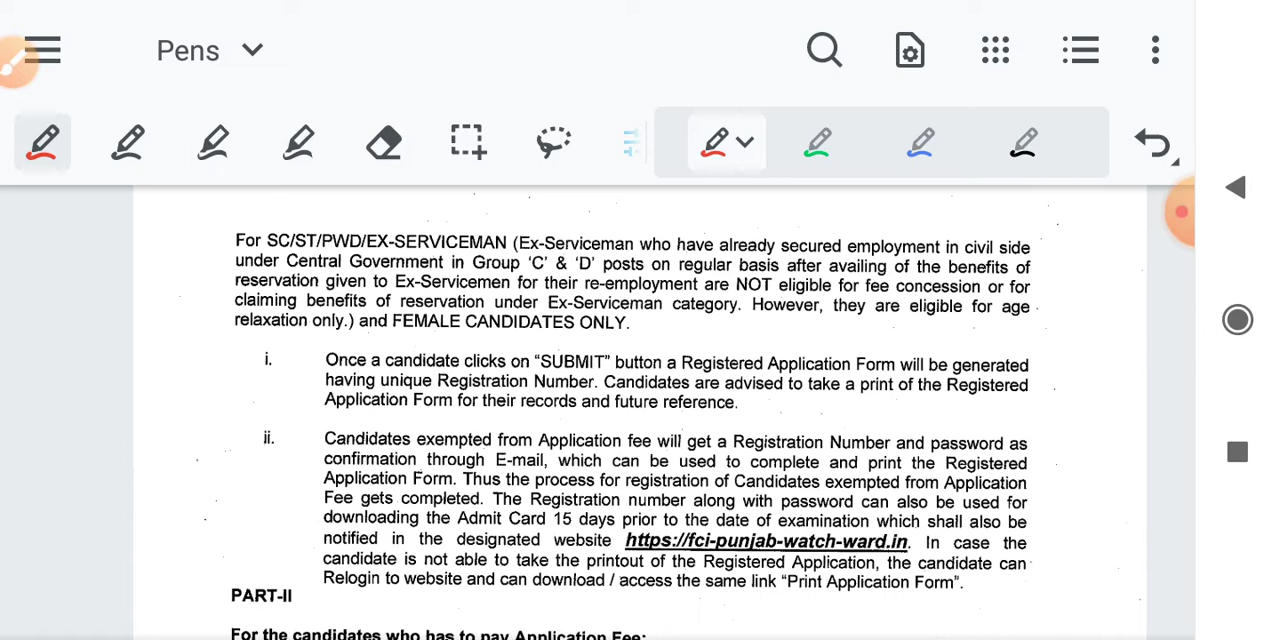 Pens
For SC/ST/PWD/EX-SERVICEMAN (Ex-Serviceman who have already secured employment in civil side
under Central Government in Group 'C' & 'D' posts on regular basis after availing of the benefits of
reservation given to Ex-Servicemen for their re-employment are NOT eligible for fee concession or for
claiming benefits of reservation under Ex-Serviceman category. However, they are eligible for age
relaxation only.) and FEMALE CANDIDATES ONLY.
i. Once a candidate clicks on "SUBMIT" button a Registered Application Form will be generated
having unique Registration Number. Candidates are advised to take a print of the Registered
Application Form for their records and future reference.
ii. Candidates exempted from Application fee will get a Registration Number and password as
confirmation through E-mail, which can be used to complete and print the Registered
Application Form. Thus the process for registration of Candidates exempted from Application
Fee gets completed. The Registration number along with password can also be used for
downloading the Admit Card 15 days prior to the date of examination which shall also be
notified in the designated website https://fci-punjab-watch-ward.in. In case the
candidate is not able to take the printout of the Registered Application, the candidate can
Relogin to website and can download / access the same link "Print Application Form".
PART-II
For the candidates who has to pay Application Fee: